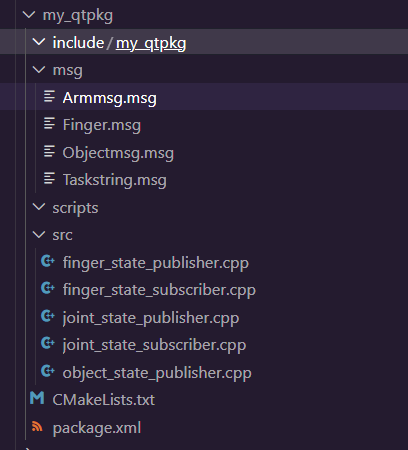 my_qtpkg
include / my_qtpkg
msg
Armmsg.msg
Finger.msg
Objectmsg.msg
Taskstring.msg
scripts
src
finger_state_publisher.cpp
finger_state_subscriber.cpp
joint_state_publisher.cpp
joint_state_subscriber.cpp
object_state_publisher.cpp
CMakeLists.txt
package.xml